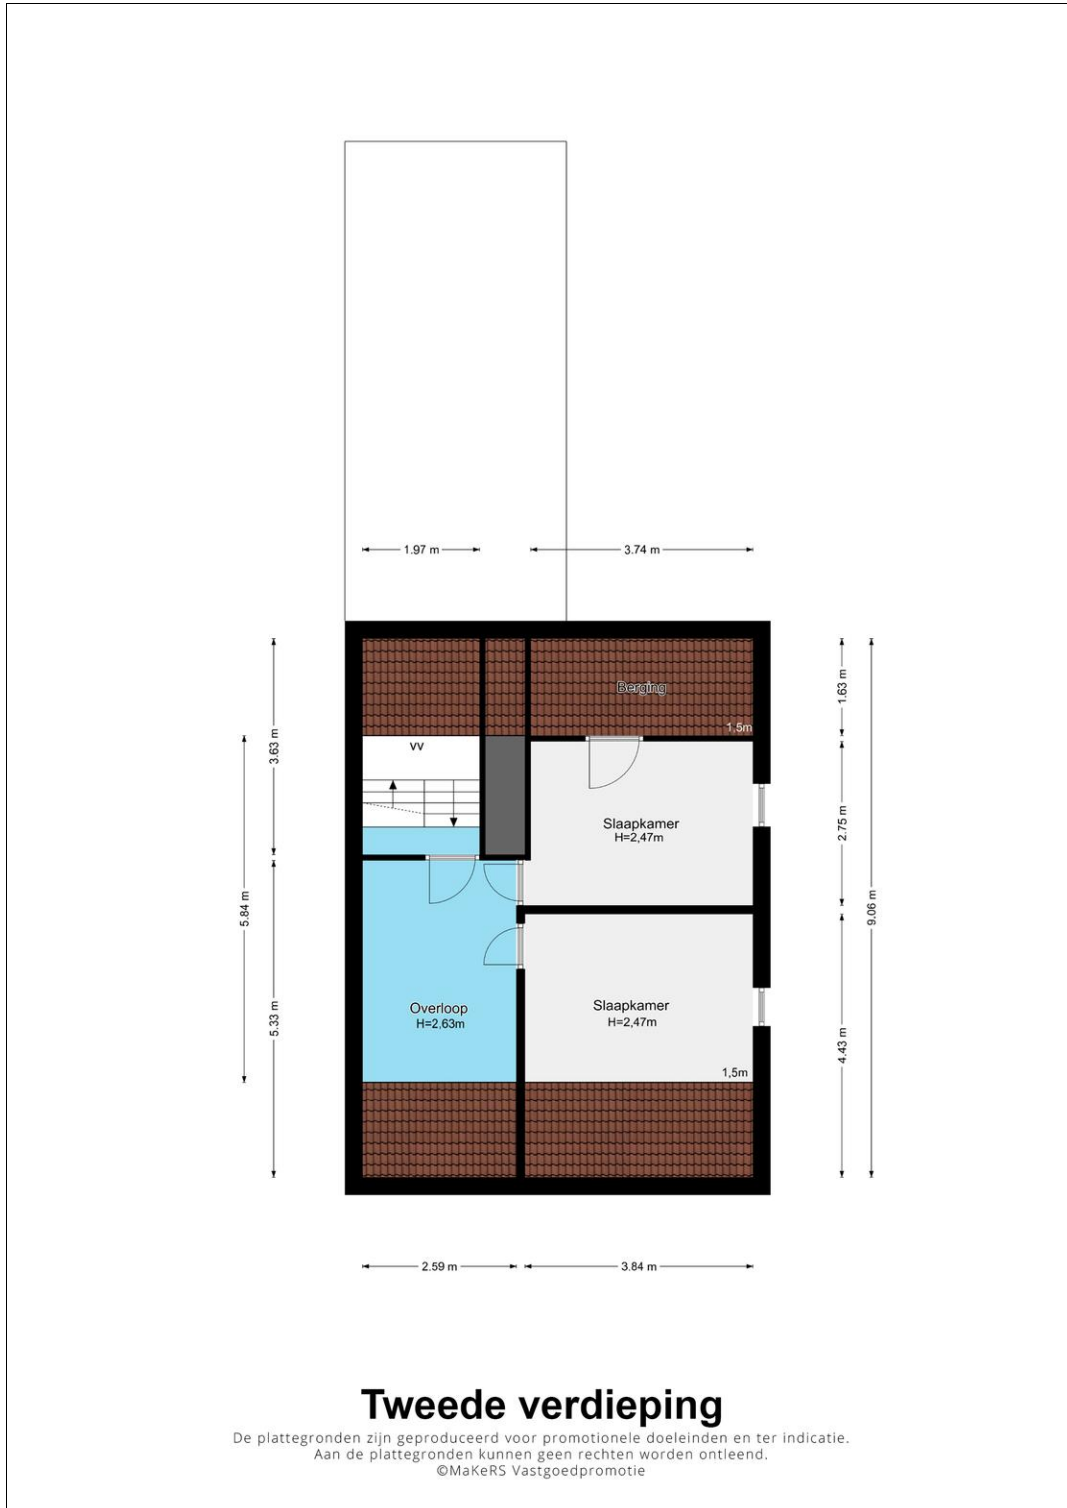 1.97 m
3.74 m
Berging
1.5m
1.63 m
3.63 m
VV
Slaapkamer
H=2,47m
2.75 m
5.84 m
9.06 m
5.33 m
Overloop
H=2,63m
Slaapkamer
H=2,47m
4.43 m
1,5m
2.59 m
3.84 m
Tweede verdieping
De plattegronden zijn geproduceerd voor promotionele doeleinden en ter indicatie.
Aan de plattegronden kunnen geen rechten worden ontleend.
©MaKeRS Vastgoedpromotie